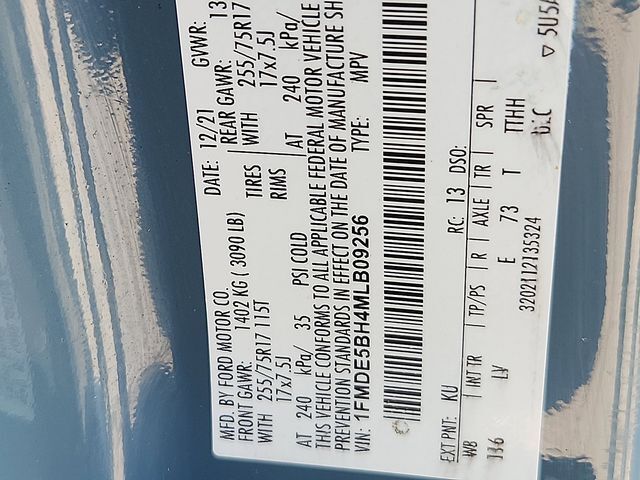 MFD. BY FORD MOTOR CO.
DATE: 12/21 GVWR:
FRONT GAWR: 1402 KG ( 3090 LB) REAR GAWR: 13
WITH 255/75R17 115T TIRES WITH 255/75R17
17x7.5J RIMS 17x7.5J
AT 240 kPa/ 35 PSI COLD AT 240 kPa/
THIS VEHICLE CONFORMS TO ALL APPLICABLE FEDERAL MOTOR VEHICLE
PREVENTION STANDARDS IN EFFECT ON THE DATE OF MANUFACTURE SH
VIN: 1FMDE5BH4MLB09256 TYPE: MPV
EXT PNT: KU RC: 13 DSO:
WB INT TR TP/PS R AXLE TR SPR
116 LV E 73 T TTHH
3202112135324